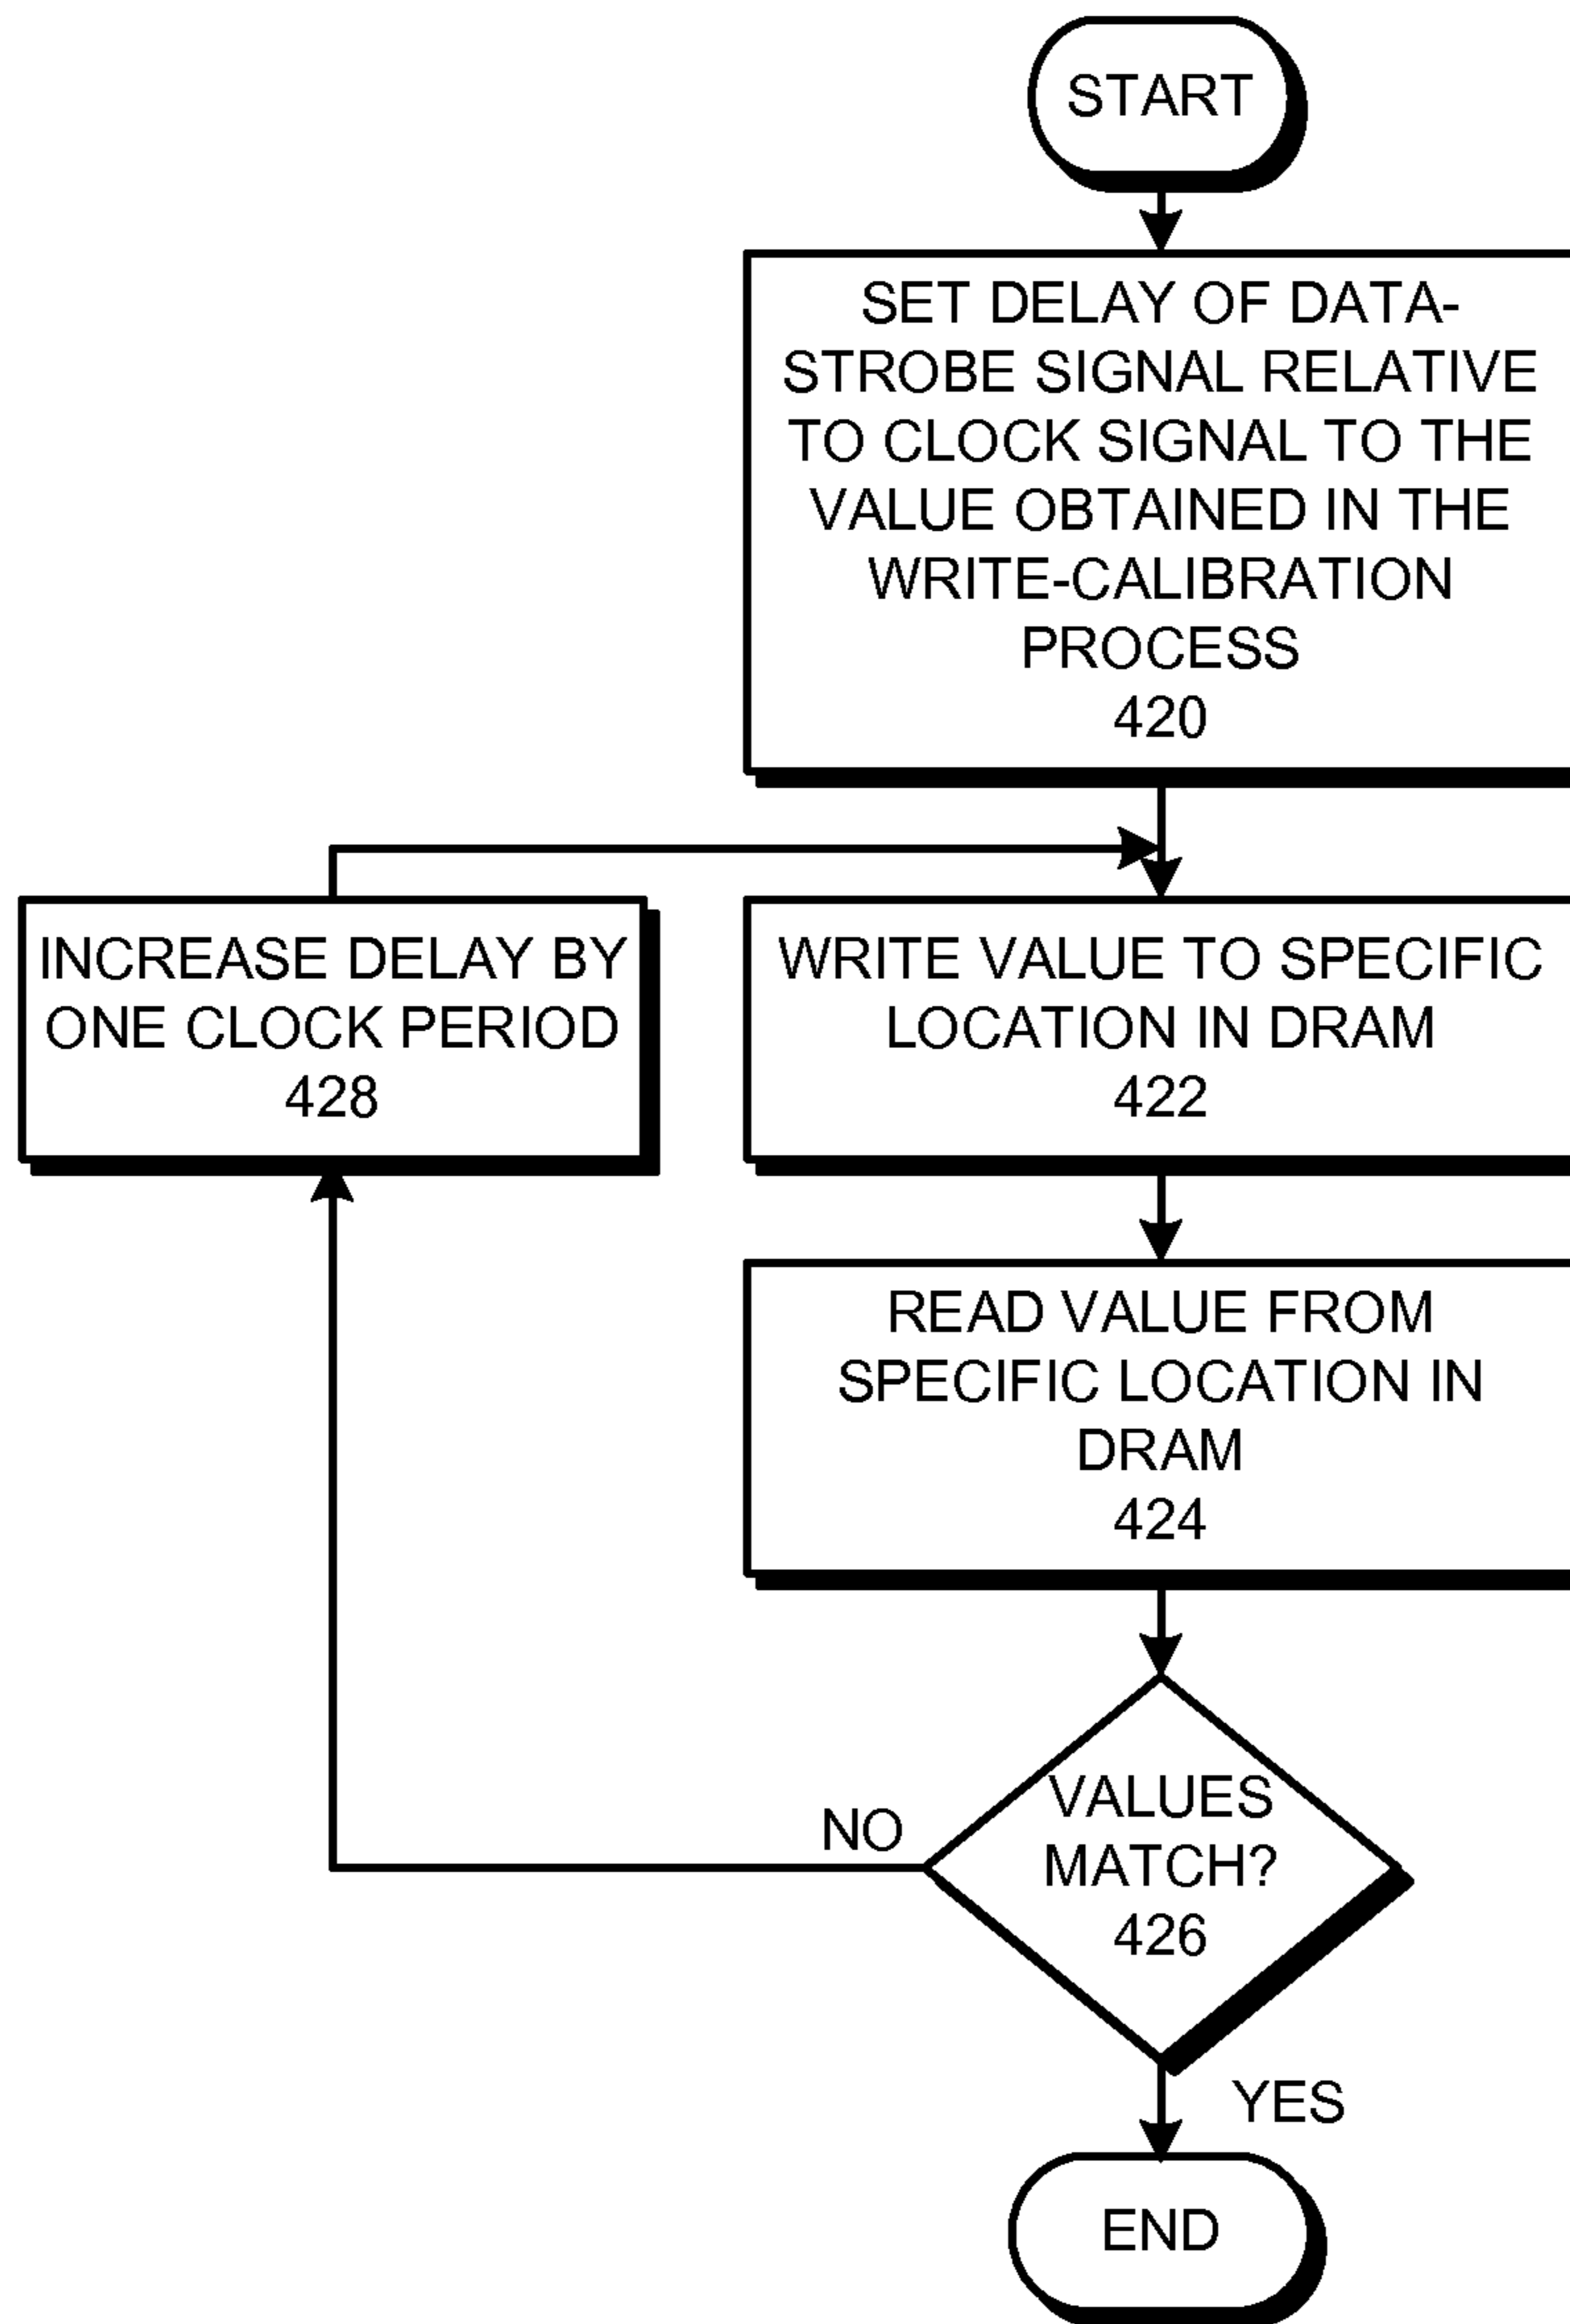 START
SET DELAY OF DATA-
STROBE SIGNAL RELATIVE
TO CLOCK SIGNAL TO THE
VALUE OBTAINED IN THE
WRITE-CALIBRATION
PROCESS
420
INCREASE DELAY BY
ONE CLOCK PERIOD
428
WRITE VALUE TO SPECIFIC
LOCATION IN DRAM
422
READ VALUE FROM
SPECIFIC LOCATION IN
DRAM
424
VALUES
MATCH?
426
NO
YES
END